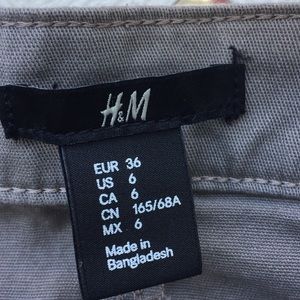 H&M
EUR 36
US 6
CA 6
CN 165/68A
MX 6
Made in
Bangladesh